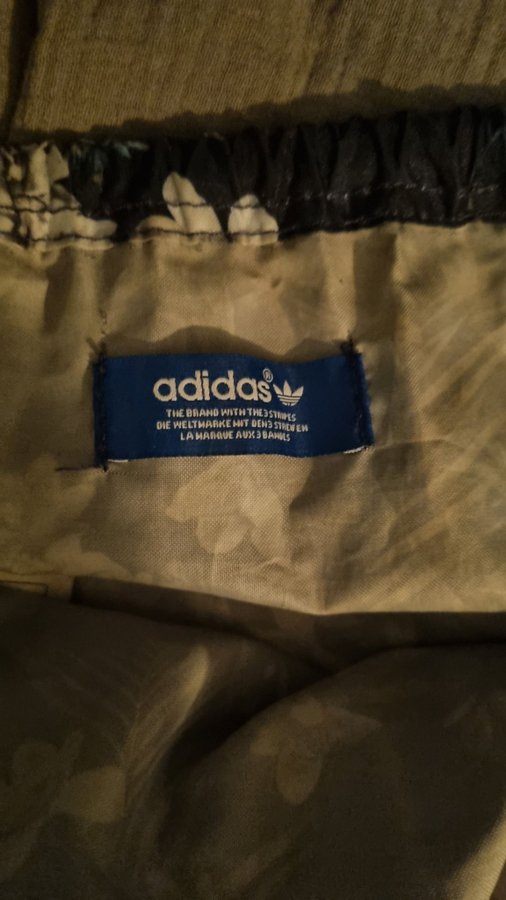 adidas®
THE BRAND WITH THE 3 STRIPES
DIE WELTMARKE MIT DEN 3 STREIFEN
LA MARQUE AUX 3 BANDES